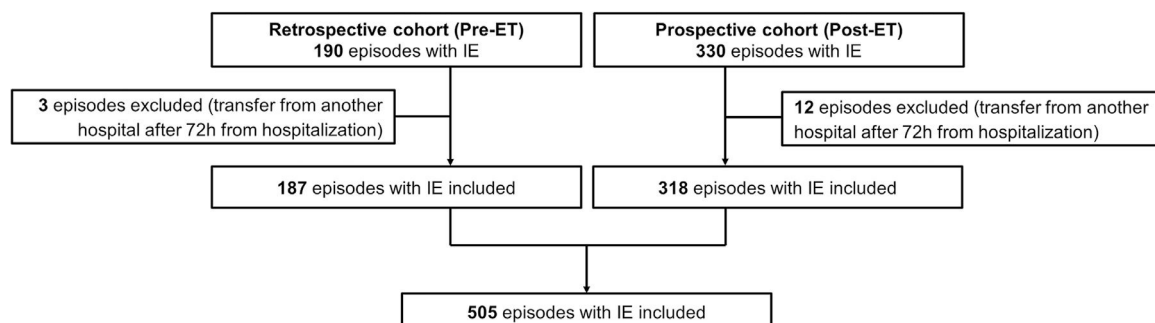 Retrospective cohort (Pre-ET)
190 episodes with IE
Prospective cohort (Post-ET)
330 episodes with IE
3 episodes excluded (transfer from another
hospital after 72h from hospitalization)
12 episodes excluded (transfer from another
hospital after 72h from hospitalization)
187 episodes with IE included
318 episodes with IE included
505 episodes with IE included